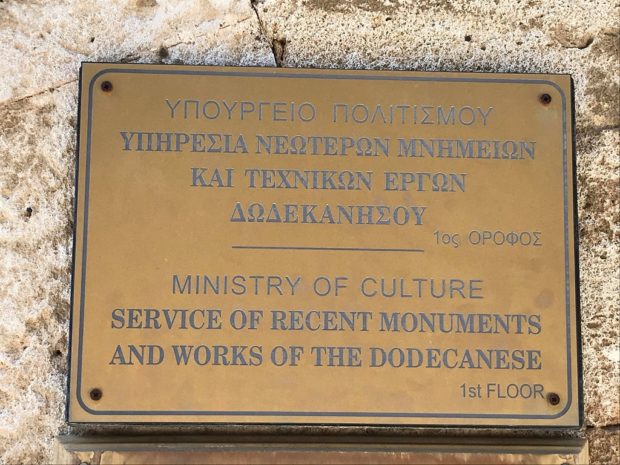 ΥΠΟΥΡΓΕΙΟ ΠΟΛΙΤΙΣΜΟΥ
ΥΠΗΡΕΣΙΑ ΝΕΩΤΕΡΩΝ ΜΝΗΜΕΙΩΝ
ΚΑΙ ΤΕΧΝΙΚΩΝ ΕΡΓΩΝ
ΔΩΔΕΚΑΝΗΣΟΥ
1ος ΟΡΟΦΟΣ
MINISTRY OF CULTURE
SERVICE OF RECENT MONUMENTS
AND WORKS OF THE DODECANESE
1st FLOOR